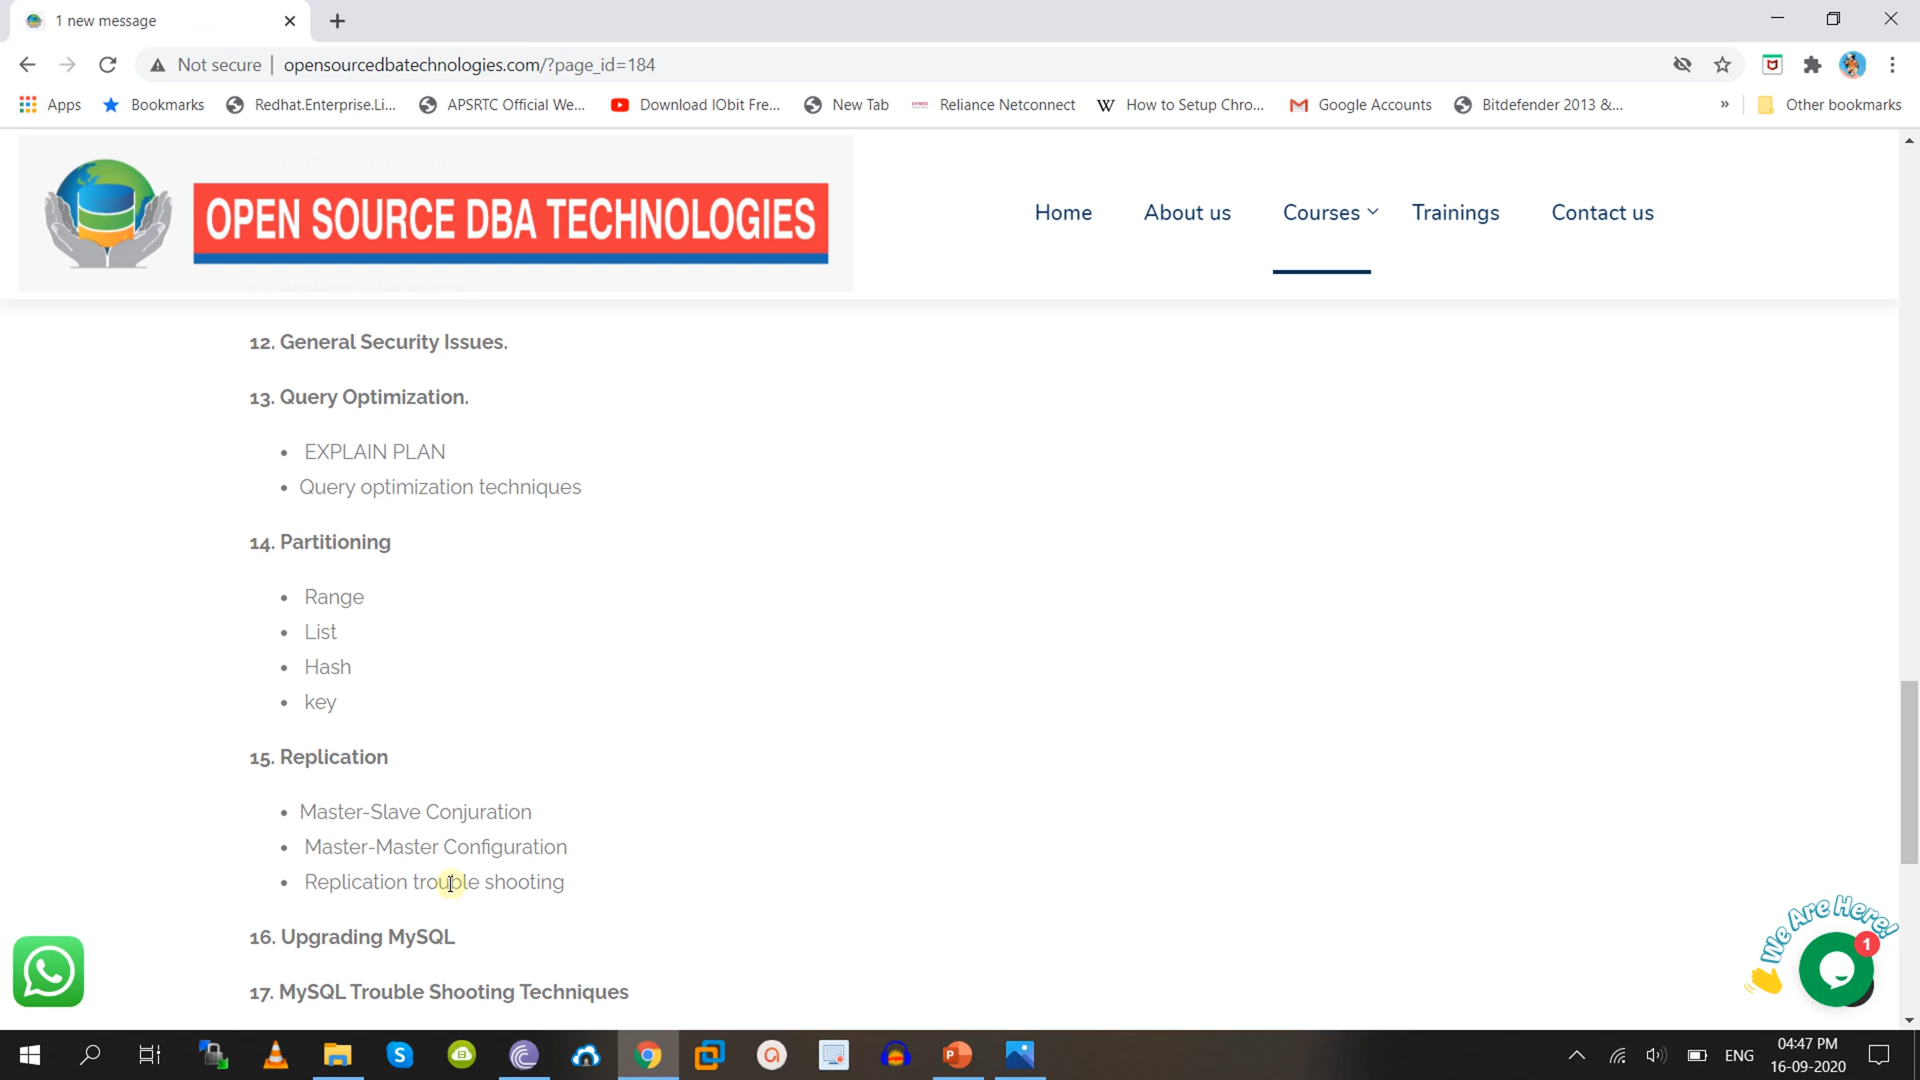 1 new message
Not secure
opensourcedbatechnologies.com/?page_id=184
Apps
Bookmarks
Redhat.Enterprise.Li...
APSRTC Official We...
Download IObit Fre...
New Tab
Reliance Netconnect
How to Setup Chro...
Google Accounts
Bitdefender 2013 &...
»
Other bookmarks
OPEN SOURCE DBA TECHNOLOGIES
Home
About us
Courses
Trainings
Contact us
12. General Security Issues.
13. Query Optimization.
• EXPLAIN PLAN
• Query optimization techniques
14. Partitioning
• Range
• List
• Hash
• key
15. Replication
• Master-Slave Conjuration
• Master-Master Configuration
• Replication trouble shooting
16. Upgrading MySQL
17. MySQL Trouble Shooting Techniques
We Are Here!
1
ENG
04:47 PM
16-09-2020